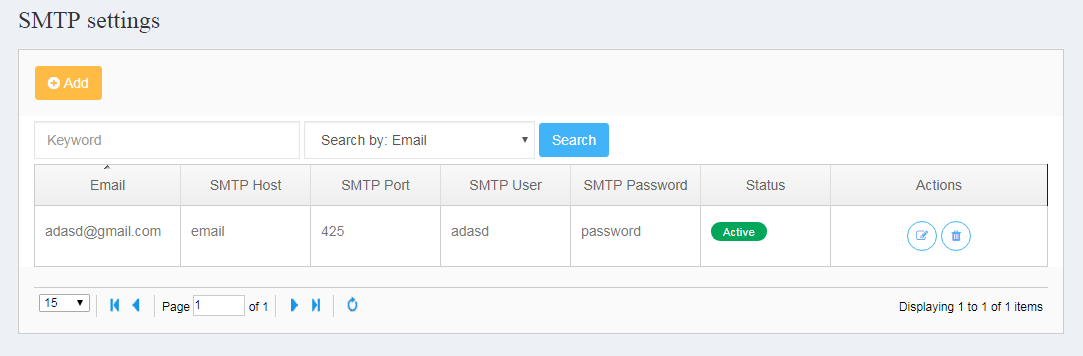 SMTP settings
Add
Keyword Search by: Email Search
Email SMTP Host SMTP Port SMTP User SMTP Password Status Actions
adasd@gmail.com email 425 adasd password Active
15 Page 1 of 1 Displaying 1 to 1 of 1 items